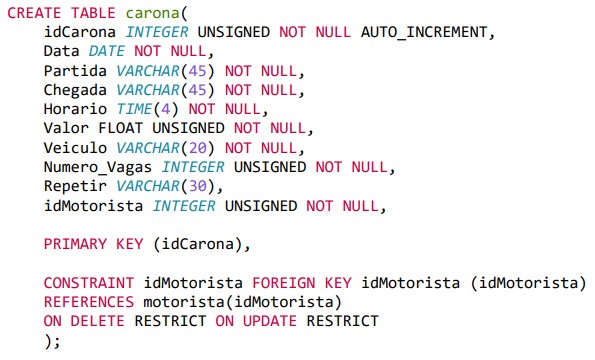 CREATE TABLE carona(
idCarona INTEGER UNSIGNED NOT NULL AUTO_INCREMENT,
Data DATE NOT NULL,
Partida VARCHAR(45) NOT NULL,
Chegada VARCHAR(45) NOT NULL,
Horario TIME(4) NOT NULL,
Valor FLOAT UNSIGNED NOT NULL,
Veiculo VARCHAR(20) NOT NULL,
Numero_Vagas INTEGER UNSIGNED NOT NULL,
Repetir VARCHAR(30),
idMotorista INTEGER UNSIGNED NOT NULL,
PRIMARY KEY (idCarona),
CONSTRAINT idMotorista FOREIGN KEY idMotorista (idMotorista)
REFERENCES motorista(idMotorista)
ON DELETE RESTRICT ON UPDATE RESTRICT
);